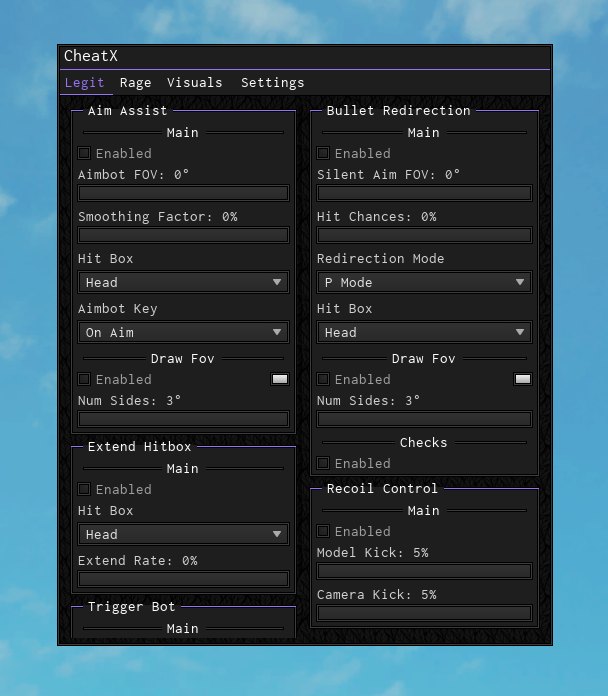 CheatX
Legit Rage Visuals Settings
Aim Assist
Main
Enabled
Aimbot FOV: 0°
Smoothing Factor: 0%
Hit Box
Head
Aimbot Key
On Aim
Draw Fov
Enabled
Num Sides: 3°
Extend Hitbox
Main
Enabled
Hit Box
Head
Extend Rate: 0%
Trigger Bot
Main
Bullet Redirection
Main
Enabled
Silent Aim FOV: 0°
Hit Chances: 0%
Redirection Mode
P Mode
Hit Box
Head
Draw Fov
Enabled
Num Sides: 3°
Checks
Enabled
Recoil Control
Main
Enabled
Model Kick: 5%
Camera Kick: 5%